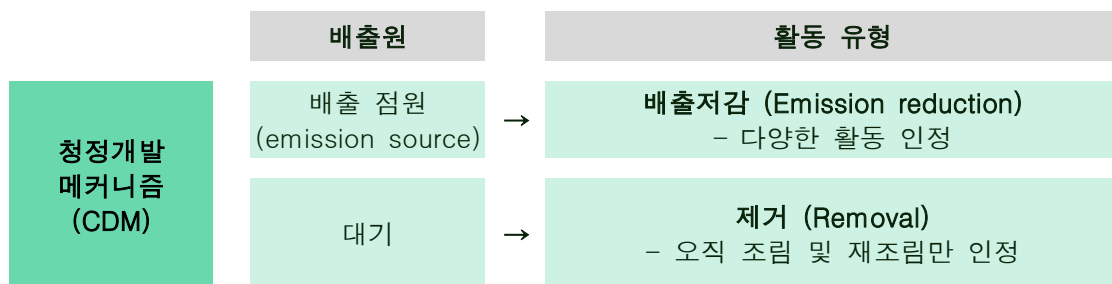 배출원
활동 유형
청정개발
메커니즘
(CDM)
배출 점원
(emission source)
→
배출저감 (Emission reduction)
– 다양한 활동 인정
대기
→
제거 (Removal)
– 오직 조림 및 재조림만 인정